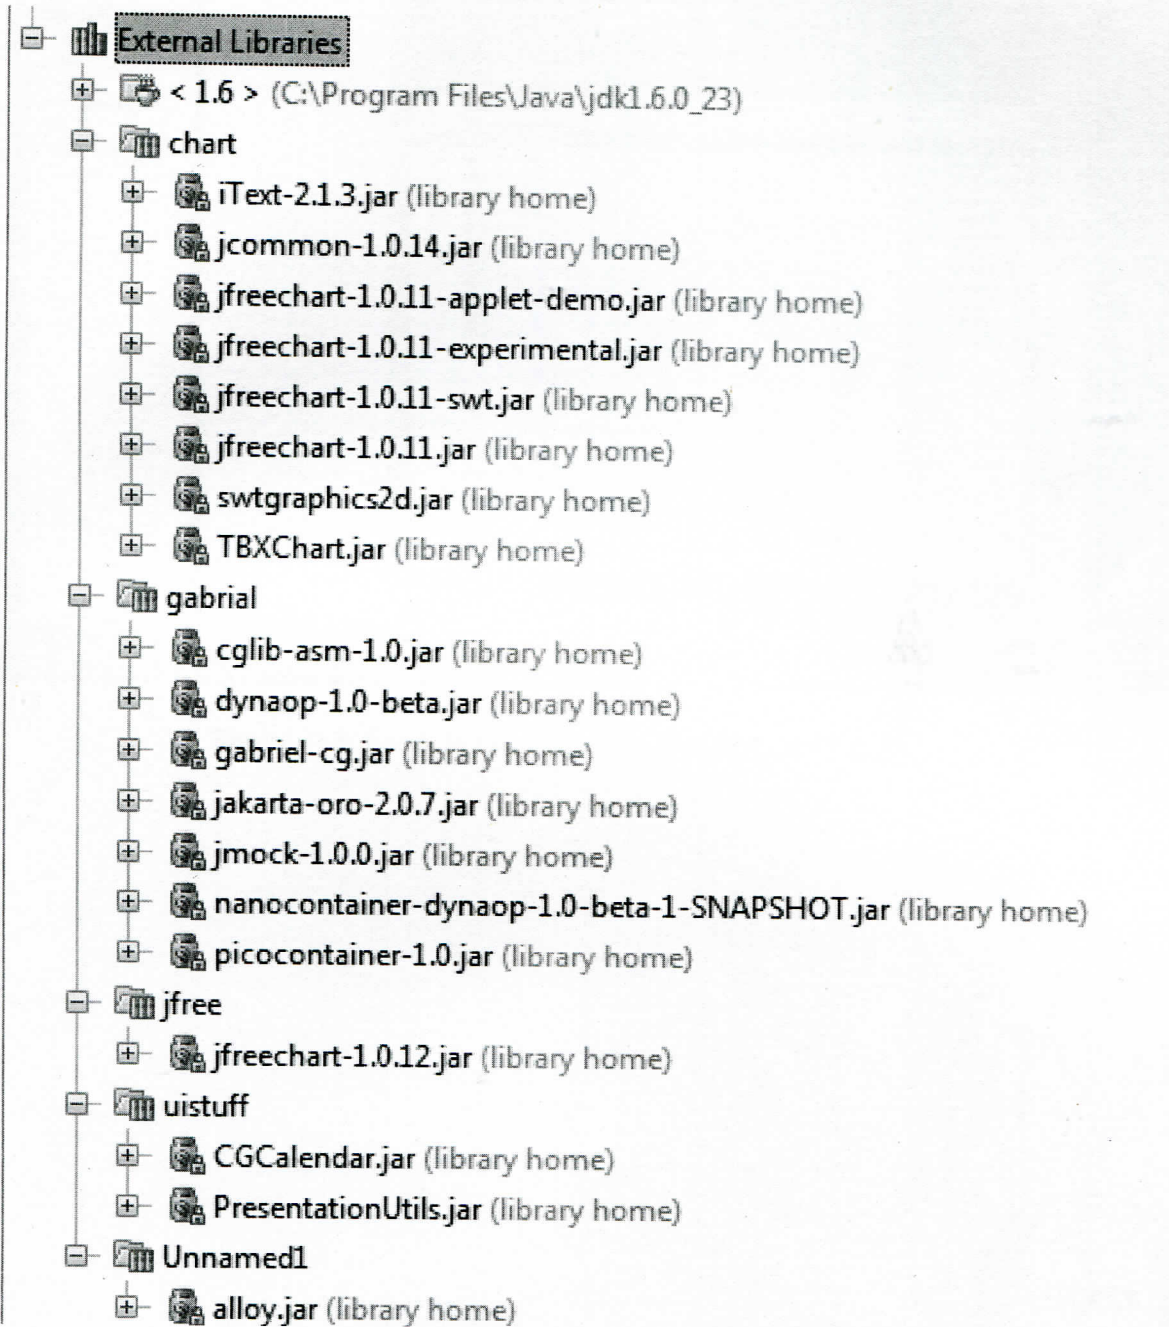 External Libraries
< 1.6 > (C:\Program Files\Java\jdk1.6.0_23)
chart
iText-2.1.3.jar (library home)
jcommon-1.0.14.jar (library home)
jfreechart-1.0.11-applet-demo.jar (library home)
jfreechart-1.0.11-experimental.jar (library home)
jfreechart-1.0.11-swt.jar (library home)
jfreechart-1.0.11.jar (library home)
swtgraphics2d.jar (library home)
TBXChart.jar (library home)
gabrial
cglib-asm-1.0.jar (library home)
dynaop-1.0-beta.jar (library home)
gabriel-cg.jar (library home)
jakarta-oro-2.0.7.jar (library home)
jmock-1.0.0.jar (library home)
nanocontainer-dynaop-1.0-beta-1-SNAPSHOT.jar (library home)
picocontainer-1.0.jar (library home)
jfree
jfreechart-1.0.12.jar (library home)
uistuff
CGCalendar.jar (library home)
PresentationUtils.jar (library home)
Unnamed1
alloy.jar (library home)